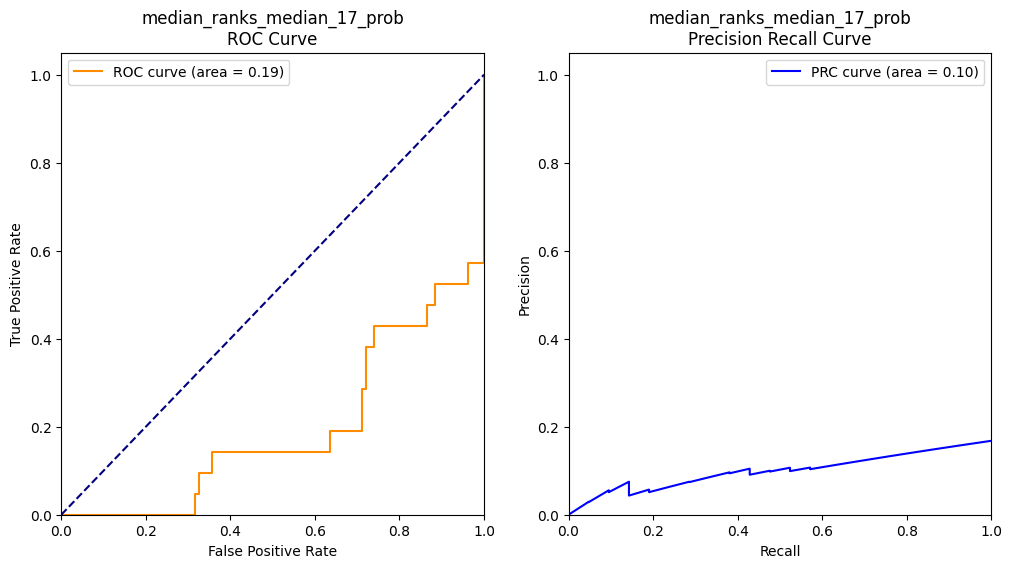 median_ranks_median_17_prob
ROC Curve
ROC curve (area = 0.19)
1.0
0.8
0.6
0.4
0.2
0.0
True Positive Rate
0.0 0.2 0.4 0.6 0.8 1.0
False Positive Rate
median_ranks_median_17_prob
Precision Recall Curve
PRC curve (area = 0.10)
1.0
0.8
0.6
0.4
0.2
0.0
Precision
0.0 0.2 0.4 0.6 0.8 1.0
Recall